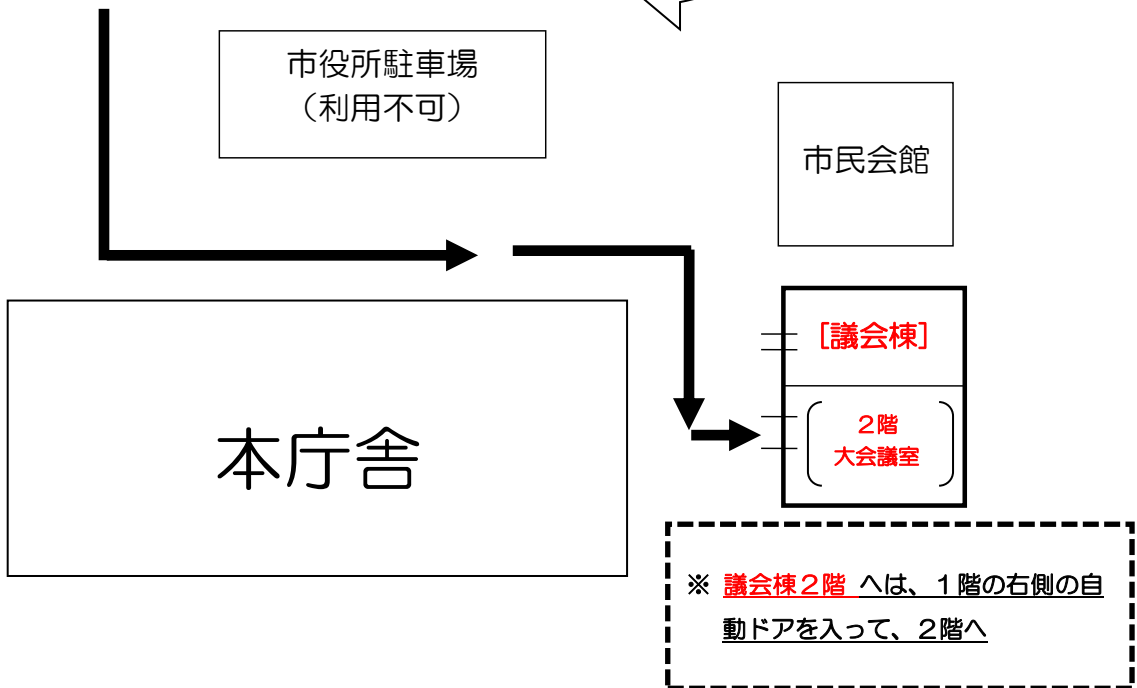 市役所駐車場
（利用不可）
市民会館
［議会棟］
２階
大会議室
本庁舎
※ 議会棟２階 へは、１階の右側の自
動ドアを入って、２階へ